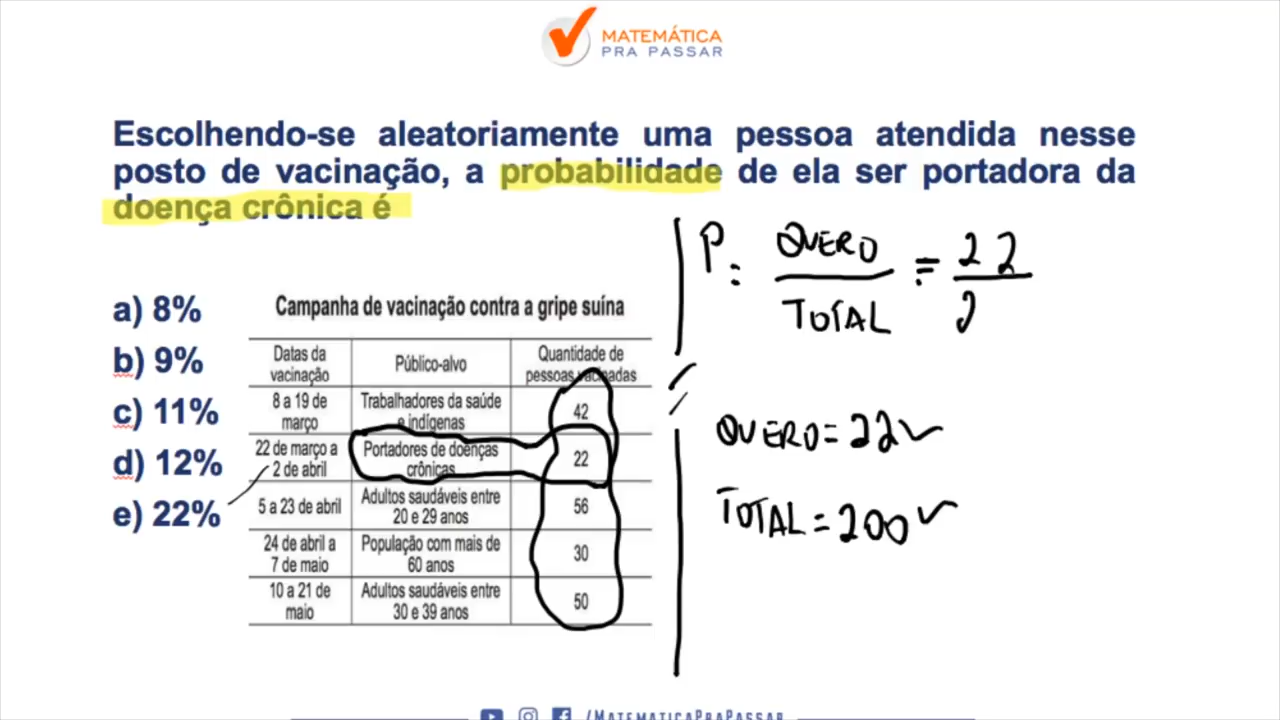 MATEMÁTICA
PRA PASSAR
Escolhendo-se aleatoriamente uma pessoa atendida nesse
posto de vacinação, a probabilidade de ela ser portadora da
doença crônica é
a) 8%
b) 9%
c) 11%
d) 12%
e) 22%
Campanha de vacinação contra a gripe suína
Datas da vacinação Público-alvo Quantidade de pessoas vacinadas
8 a 19 de março Trabalhadores da saúde e indígenas 42
22 de março a 2 de abril Portadores de doenças crônicas 22
5 a 23 de abril Adultos saudáveis entre 20 e 29 anos 56
24 de abril a 7 de maio População com mais de 60 anos 30
10 a 21 de maio Adultos saudáveis entre 30 e 39 anos 50
P = QUERO / TOTAL = 22 / 2
QUERO = 22 ✓
TOTAL = 200 ✓
/MATEMATICAPRAPASSAR